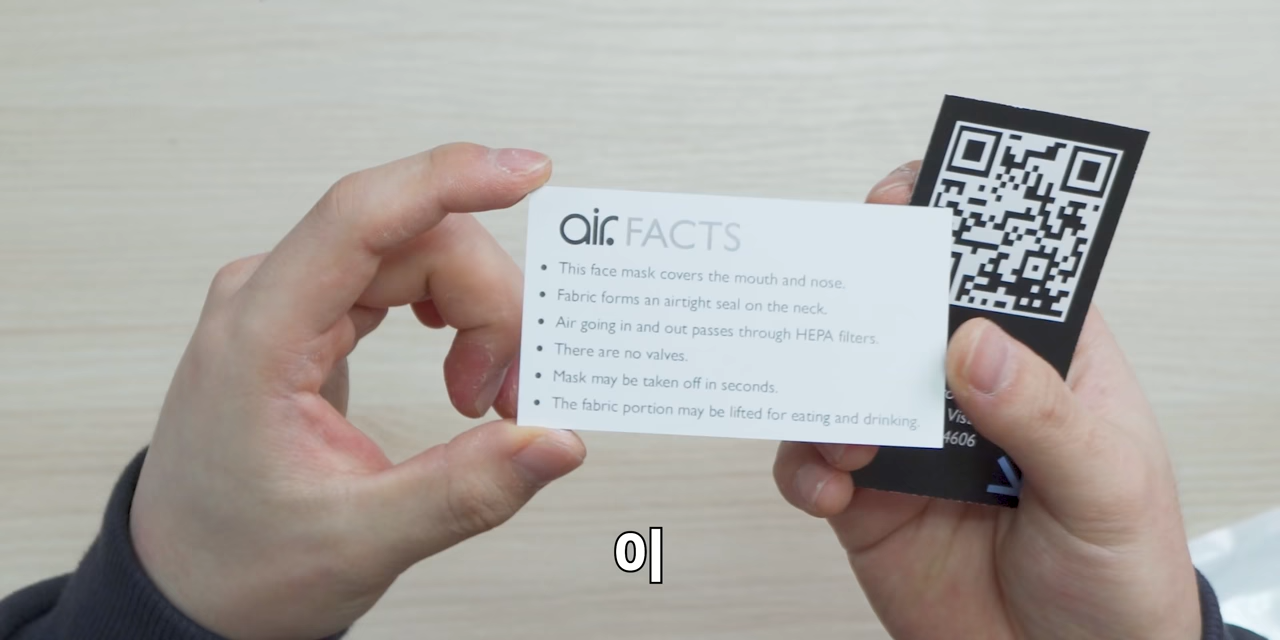 air. FACTS
• This face mask covers the mouth and nose.
• Fabric forms an airtight seal on the neck.
• Air going in and out passes through HEPA filters.
• There are no valves.
• Mask may be taken off in seconds.
• The fabric portion may be lifted for eating and drinking.
4606
이